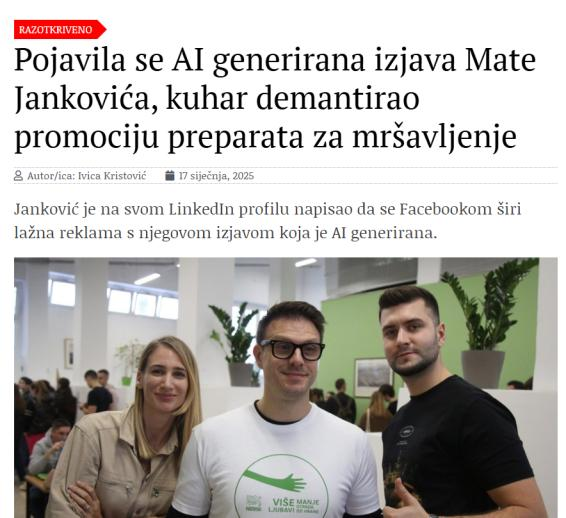 RAZOTKRIVENO
Pojavila se AI generirana izjava Mate
Jankovića, kuhar demantirao
promociju preparata za mršavljenje
Autor/ica: Ivica Kristović 17 siječnja, 2025
Janković je na svom LinkedIn profilu napisao da se Facebookom širi
lažna reklama s njegovom izjavom koja je AI generirana.
VIŠE MANJE
LJUBAVI